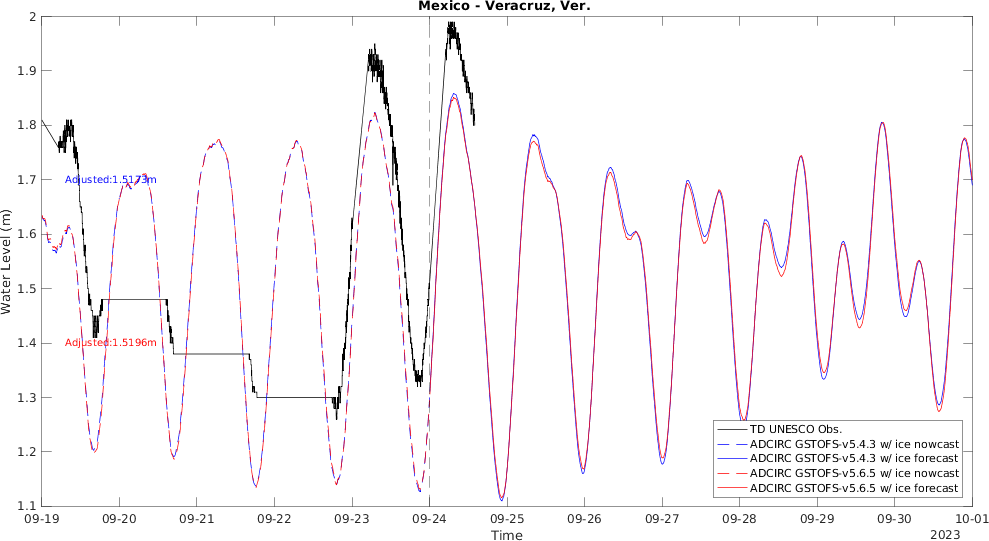 Mexico - Veracruz, Ver.
2
1.9
1.8
1.7
1.6
1.5
1.4
1.3
1.2
1.1
Water Level (m)
Adjusted:1.5173m
Adjusted:1.5196m
TD UNESCO Obs.
ADCIRC GSTOFS-v5.4.3 w/ ice nowcast
ADCIRC GSTOFS-v5.4.3 w/ ice forecast
ADCIRC GSTOFS-v5.6.5 w/ ice nowcast
ADCIRC GSTOFS-v5.6.5 w/ ice forecast
09-19 09-20 09-21 09-22 09-23 09-24 09-25 09-26 09-27 09-28 09-29 09-30 10-01
Time
2023